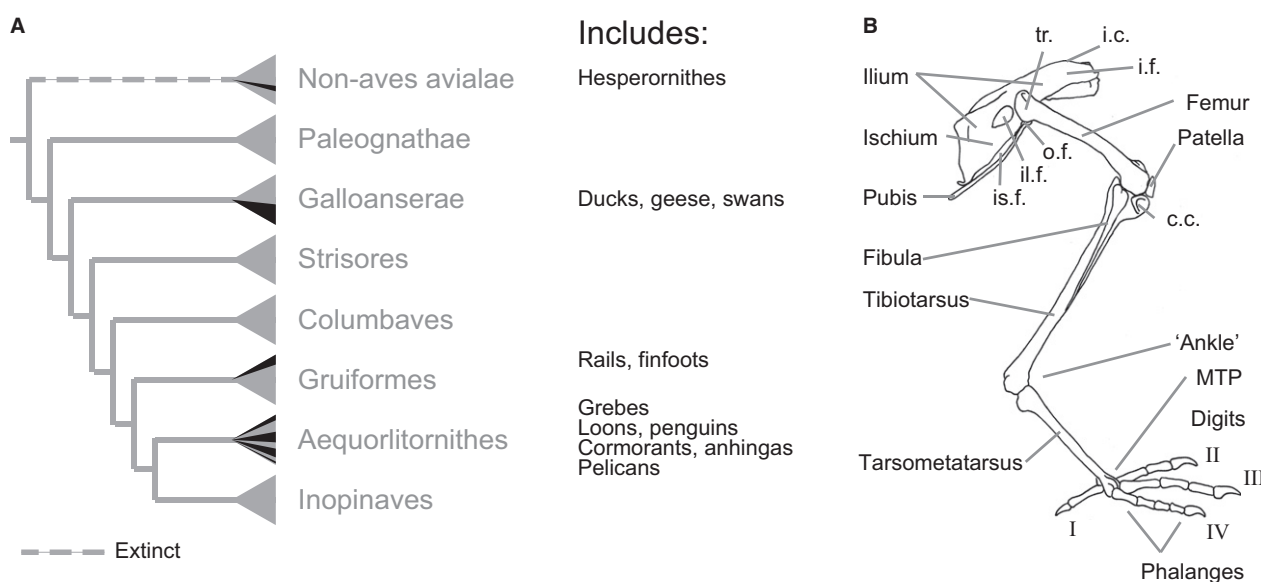 A
Includes:
Non-aves avialae
Hesperornithes
Paleognathae
Galloanserae
Ducks, geese, swans
Strisores
Columbaves
Rails, finfoots
Gruiformes
Grebes
Loons, penguins
Aequorlitornithes
Cormorants, anhingas
Pelicans
Inopinaves
Extinct
B
tr.
i.c.
i.f.
Ilium
Femur
Ischium
Patella
o.f.
il.f.
is.f.
Pubis
c.c.
Fibula
Tibiotarsus
'Ankle'
MTP
Digits
Tarsometatarsus
II
III
I
IV
Phalanges